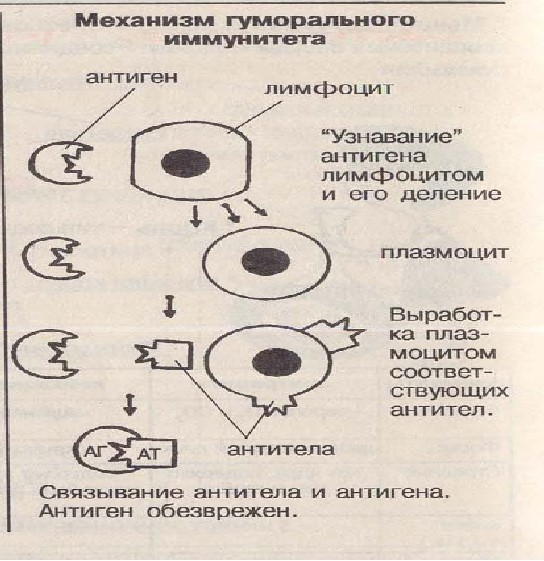 Механизм гуморального
иммунитета
антиген
лимфоцит
“Узнавание”
антигена
лимфоцитом
и его деление
плазмоцит
Выработ-
ка плаз-
моцитом
соответ-
ствующих
антител.
антитела
АГ АТ
Связывание антитела и антигена.
Антиген обезврежен.